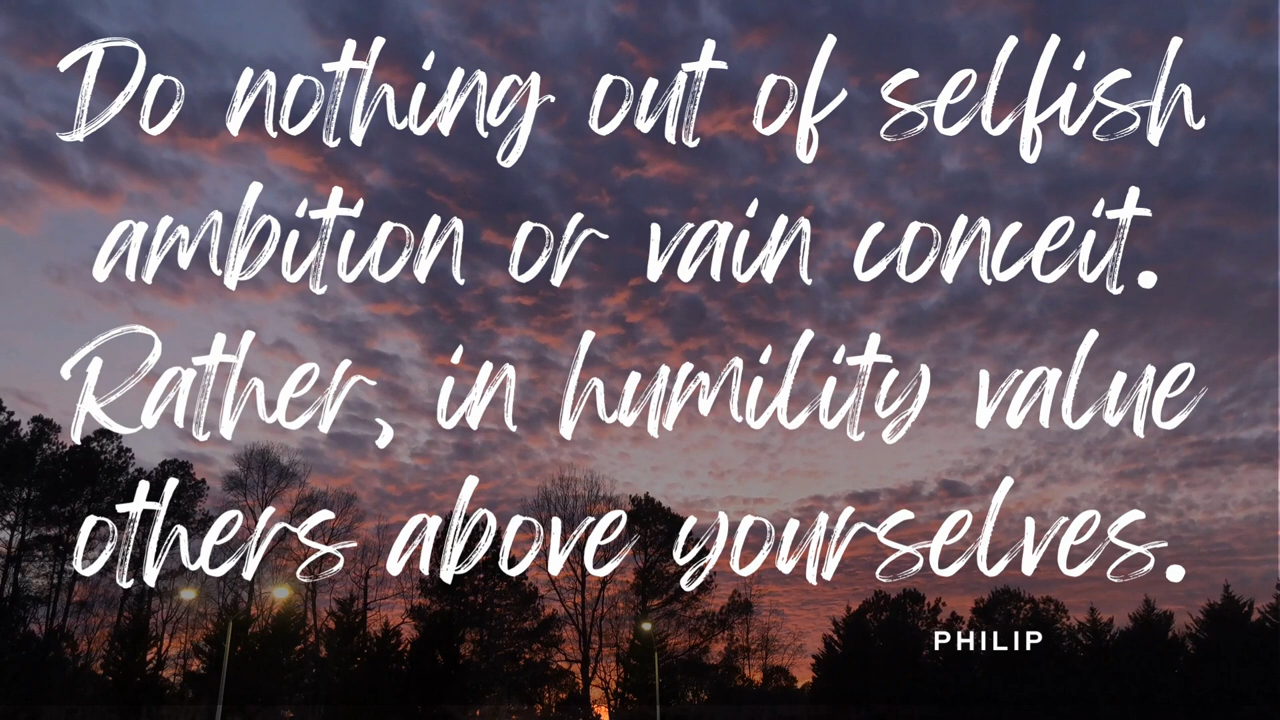 Do nothing out of selfish
ambition or vain conceit.
Rather, in humility value
others above yourselves.
PHILIP